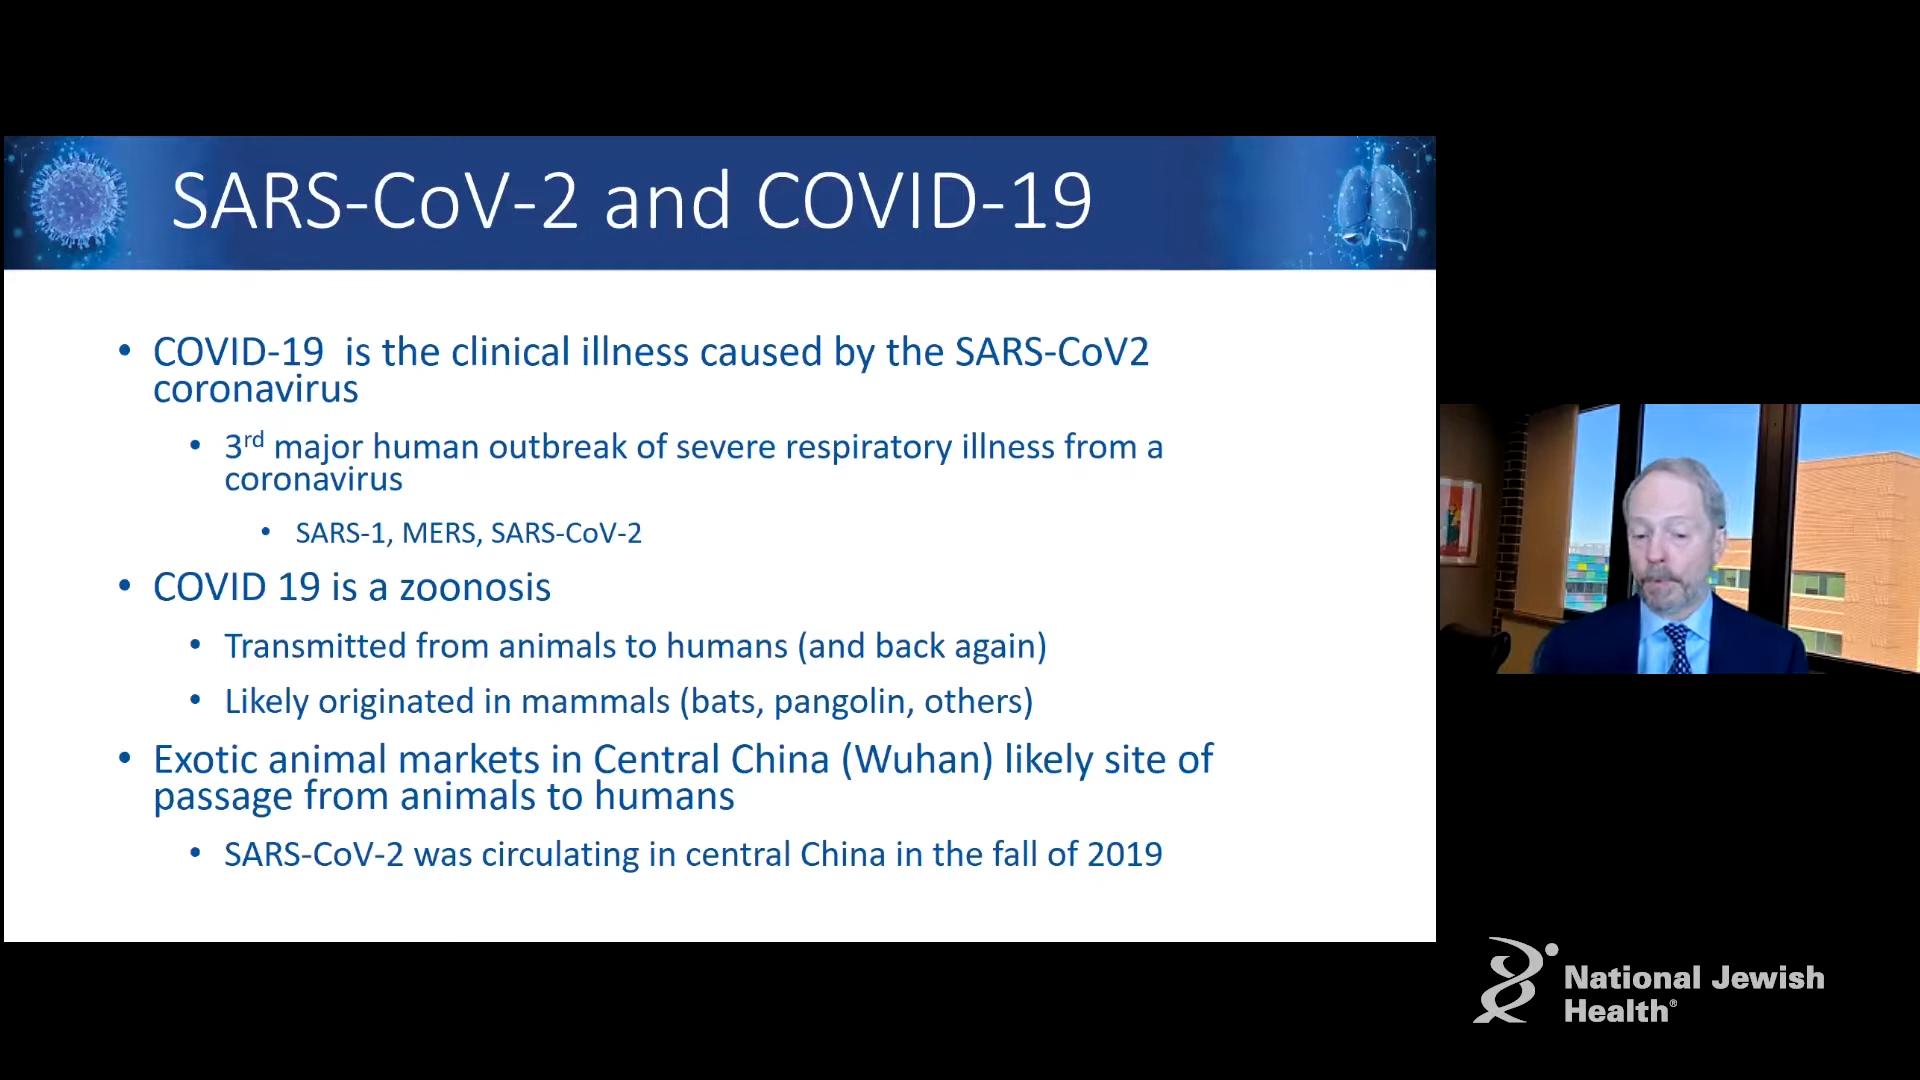 SARS-CoV-2 and COVID-19
• COVID-19  is the clinical illness caused by the SARS-CoV2
coronavirus
• 3rd major human outbreak of severe respiratory illness from a
coronavirus
• SARS-1, MERS, SARS-CoV-2
• COVID 19 is a zoonosis
• Transmitted from animals to humans (and back again)
• Likely originated in mammals (bats, pangolin, others)
• Exotic animal markets in Central China (Wuhan) likely site of
passage from animals to humans
• SARS-CoV-2 was circulating in central China in the fall of 2019
National Jewish
Health®